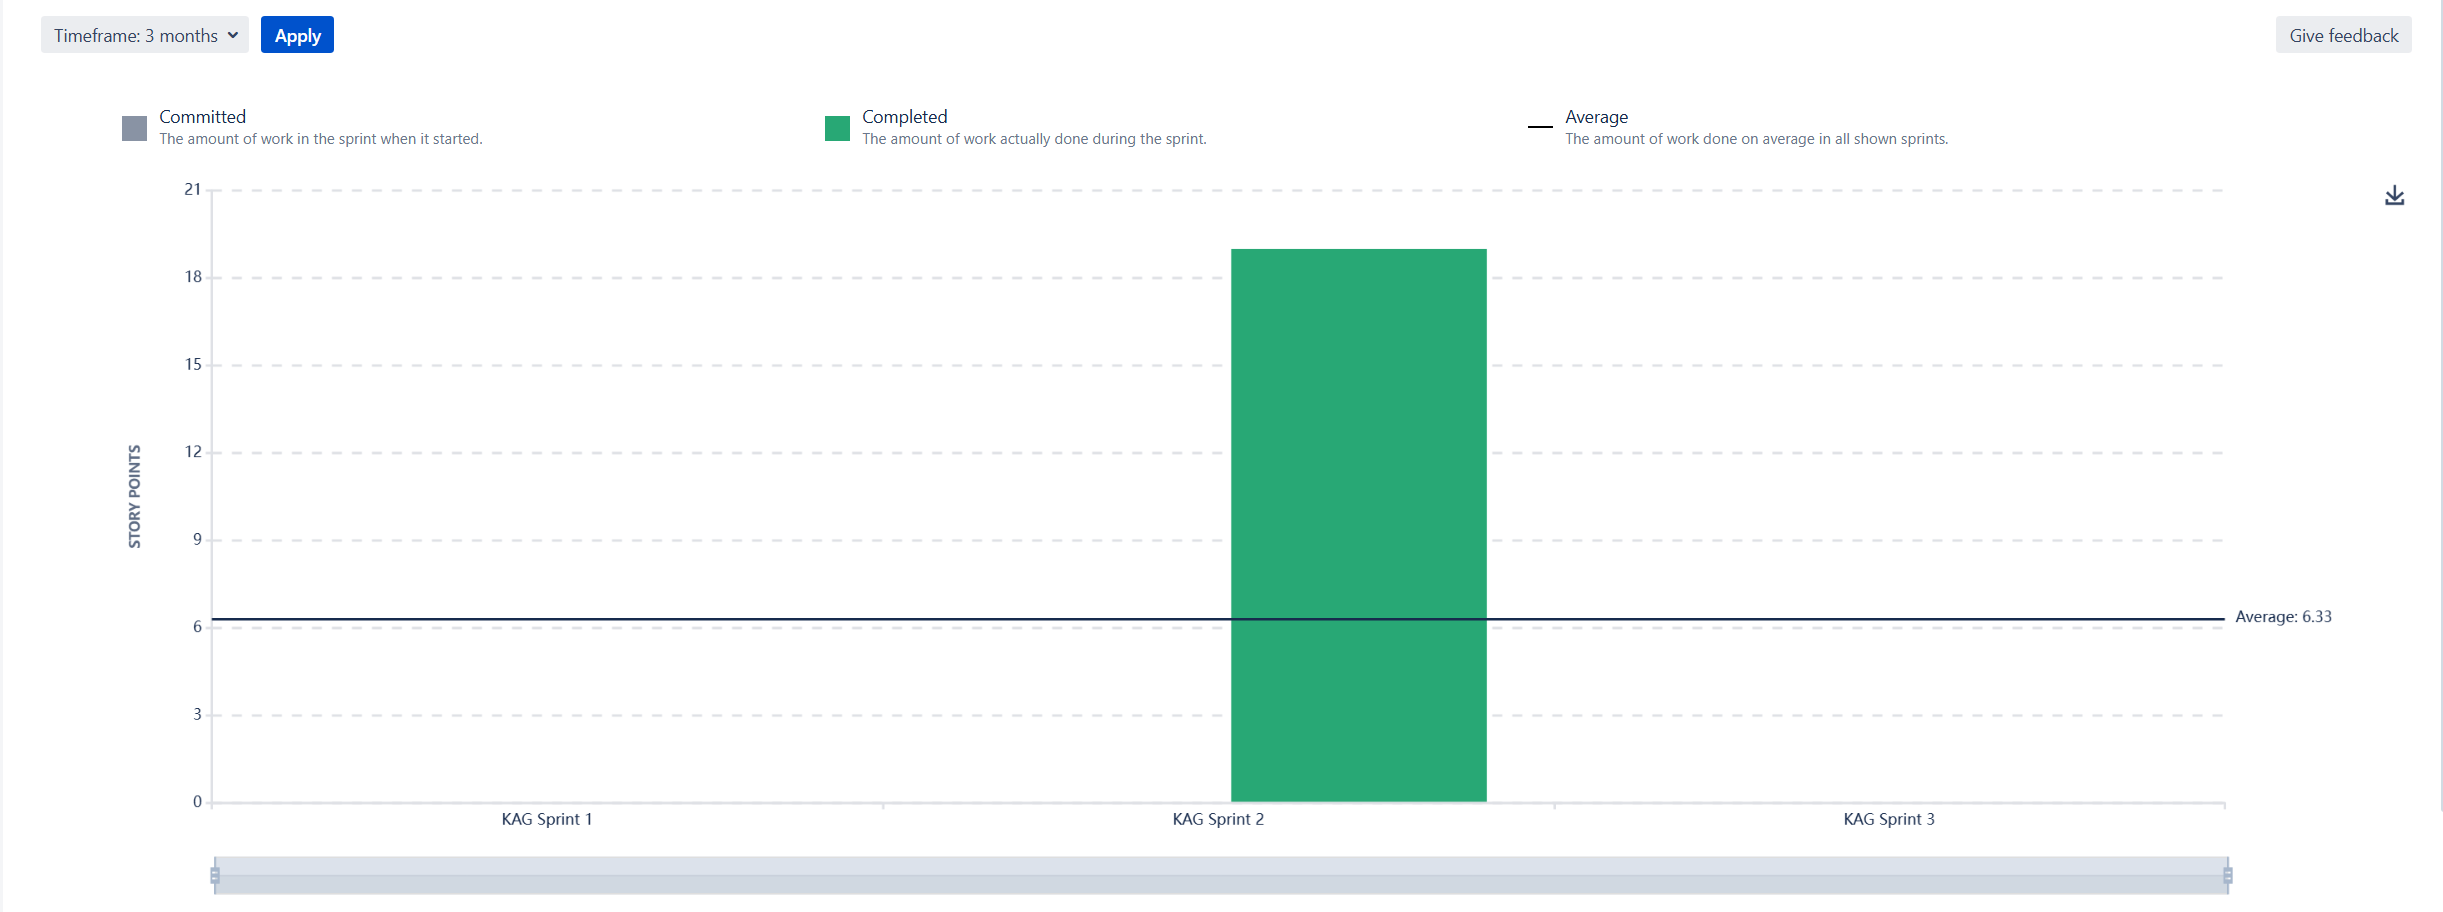 Timeframe: 3 months
Apply
Give feedback
Committed
The amount of work in the sprint when it started.
Completed
The amount of work actually done during the sprint.
Average
The amount of work done on average in all shown sprints.
21
18
15
12
9
6
3
0
STORY POINTS
Average: 6.33
KAG Sprint 1
KAG Sprint 2
KAG Sprint 3